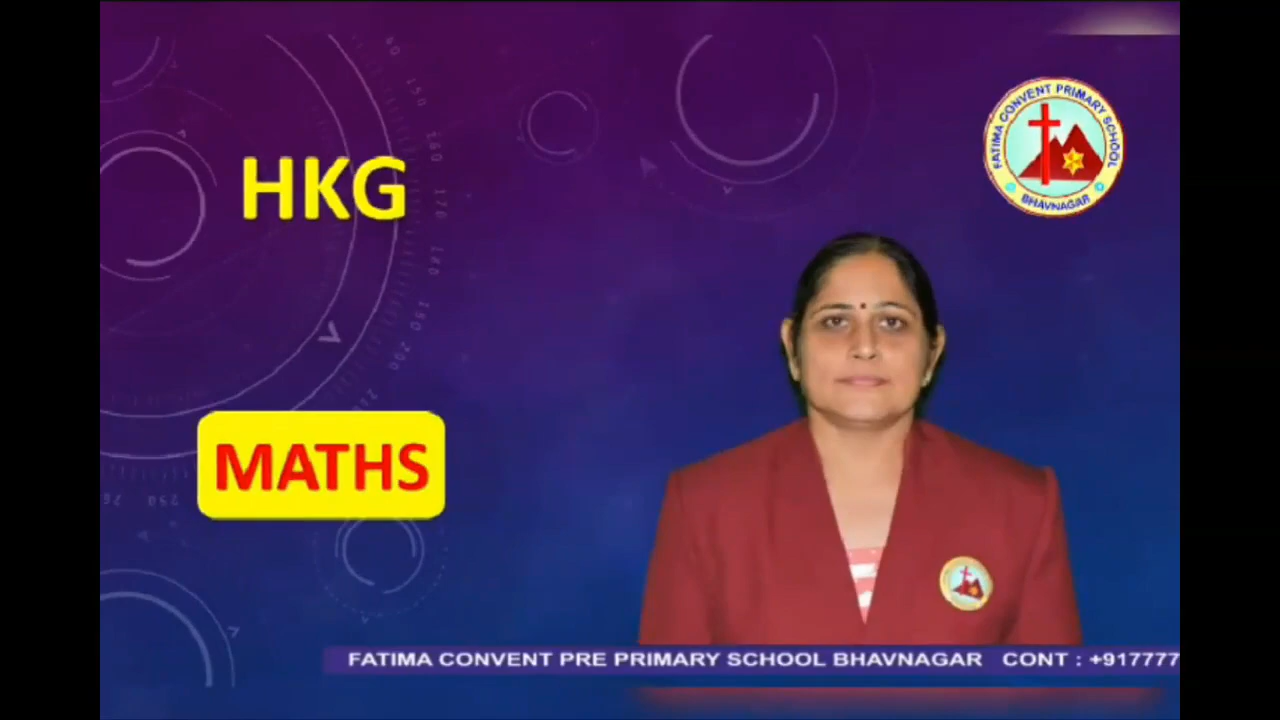 HKG
FATIMA CONVENT PRIMARY SCHOOL
BHAVNAGAR
MATHS
FATIMA CONVENT PRE PRIMARY SCHOOL BHAVNAGAR CONT : +917777